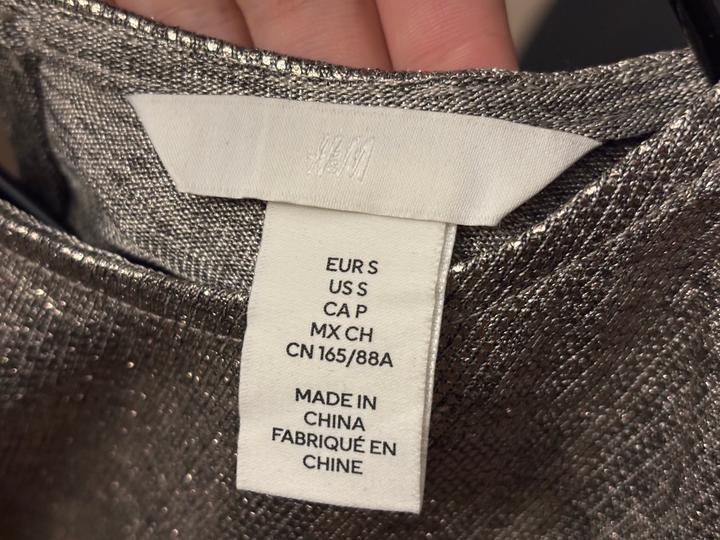 H&M
EUR S
US S
CA P
MX CH
CN 165/88A
MADE IN
CHINA
FABRIQUÉ EN
CHINE